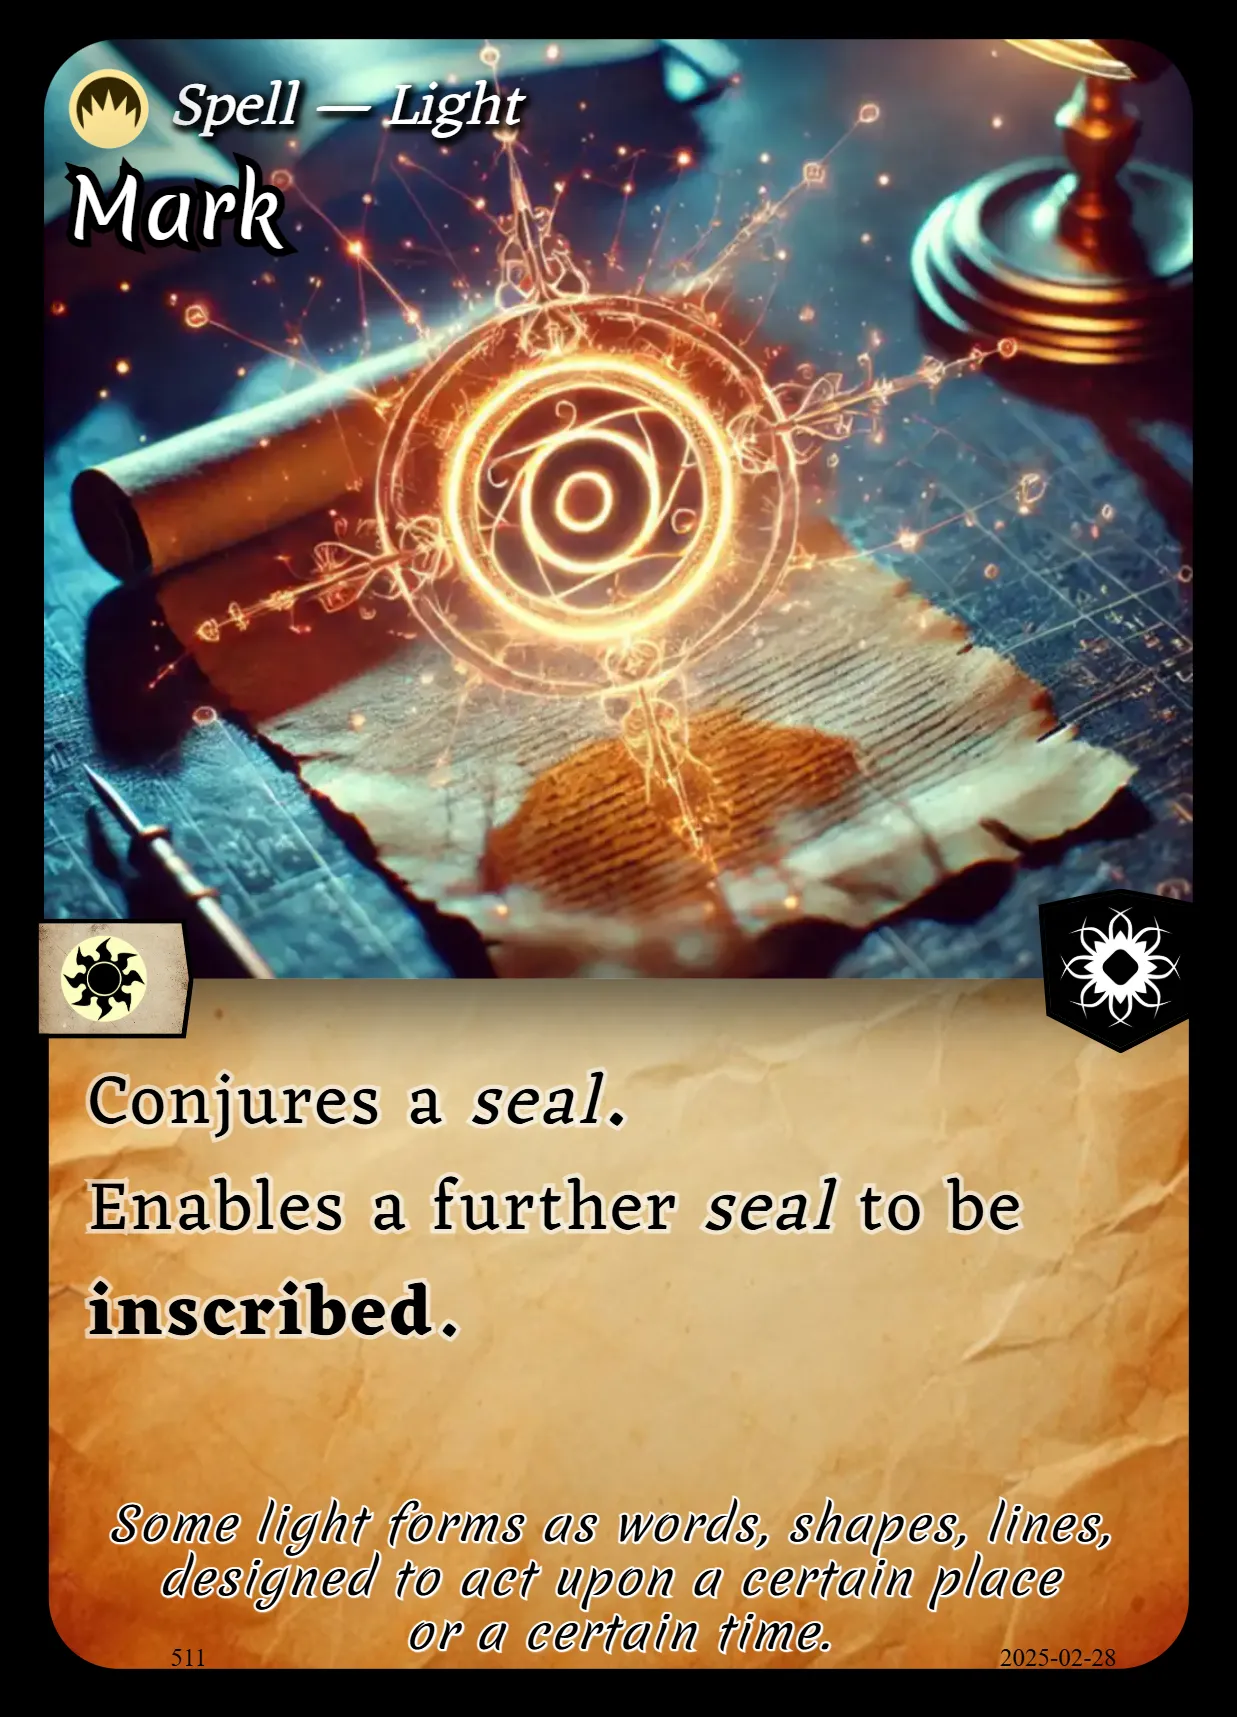 Spell — Light
Mark
Conjures a seal.
Enables a further seal to be
inscribed.
Some light forms as words, shapes, lines,
designed to act upon a certain place
or a certain time.
511
2025-02-28